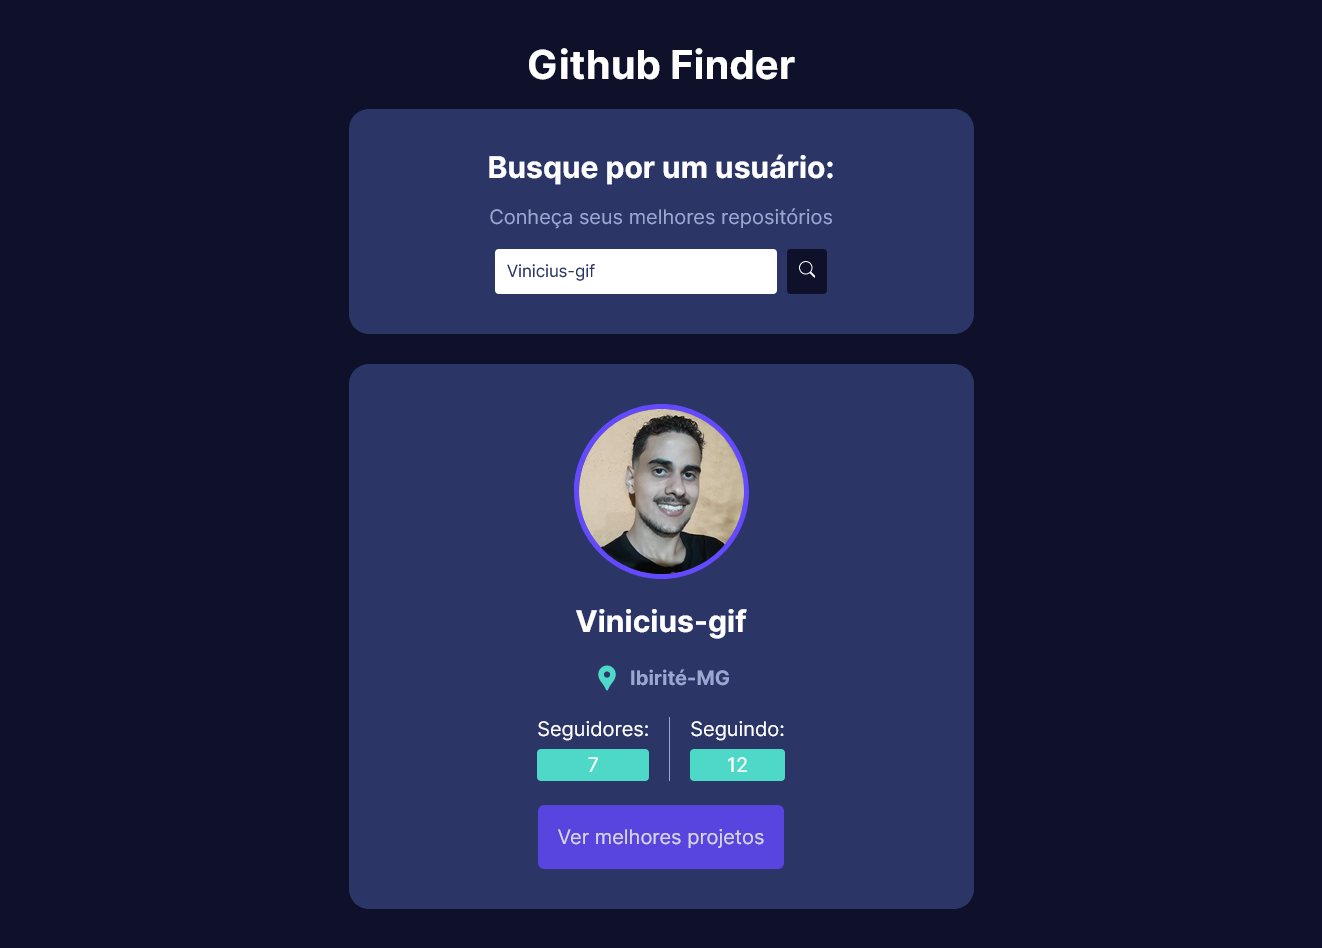 Github Finder
Busque por um usuário:
Conheça seus melhores repositórios
Vinicius-gif
Vinicius-gif
Ibirité-MG
Seguidores: Seguindo:
7 12
Ver melhores projetos